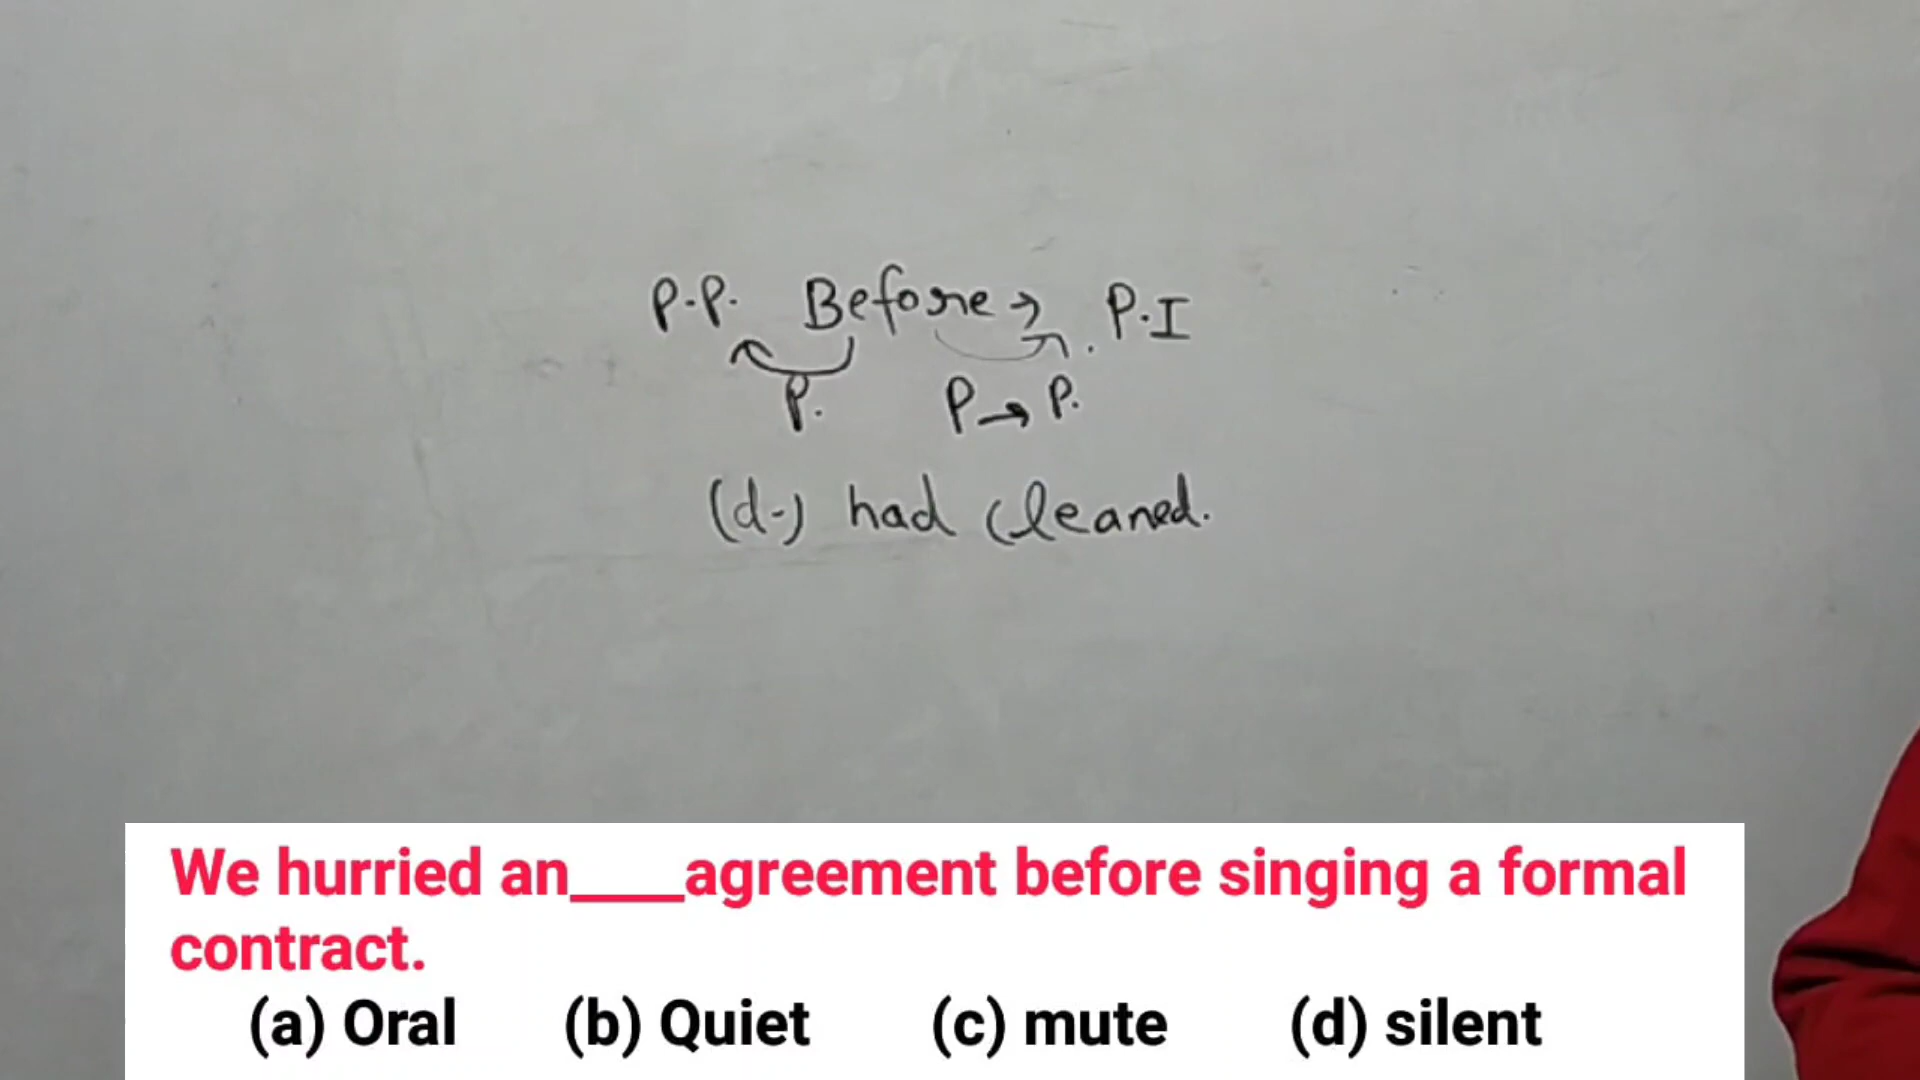 P.P. Before → P.I
P. P → P.
(d-) had cleaned.
We hurried an____agreement before singing a formal
contract.
(a) Oral (b) Quiet (c) mute (d) silent